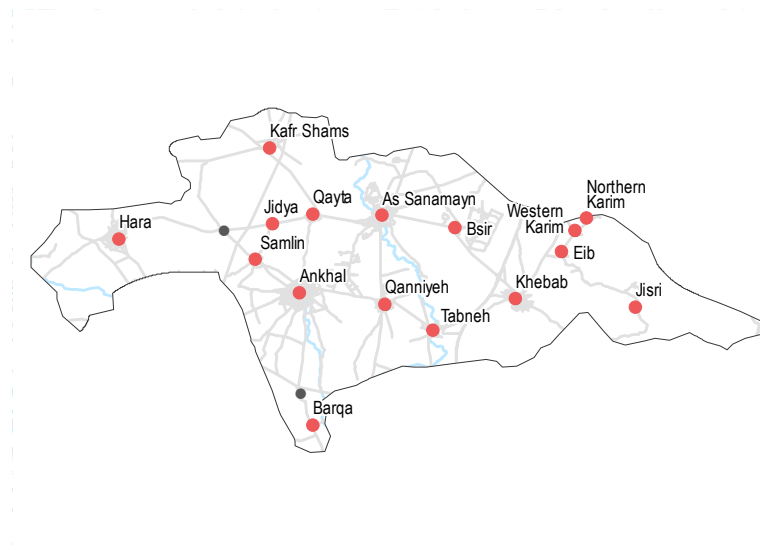 Kafr Shams
Northern
Karim
Hara
Jidya
Qayta
As Sanamayn
Western
Karim
Bsir
Samlin
Eib
Ankhal
Qanniyeh
Khebab
Jisri
Tabneh
Barqa